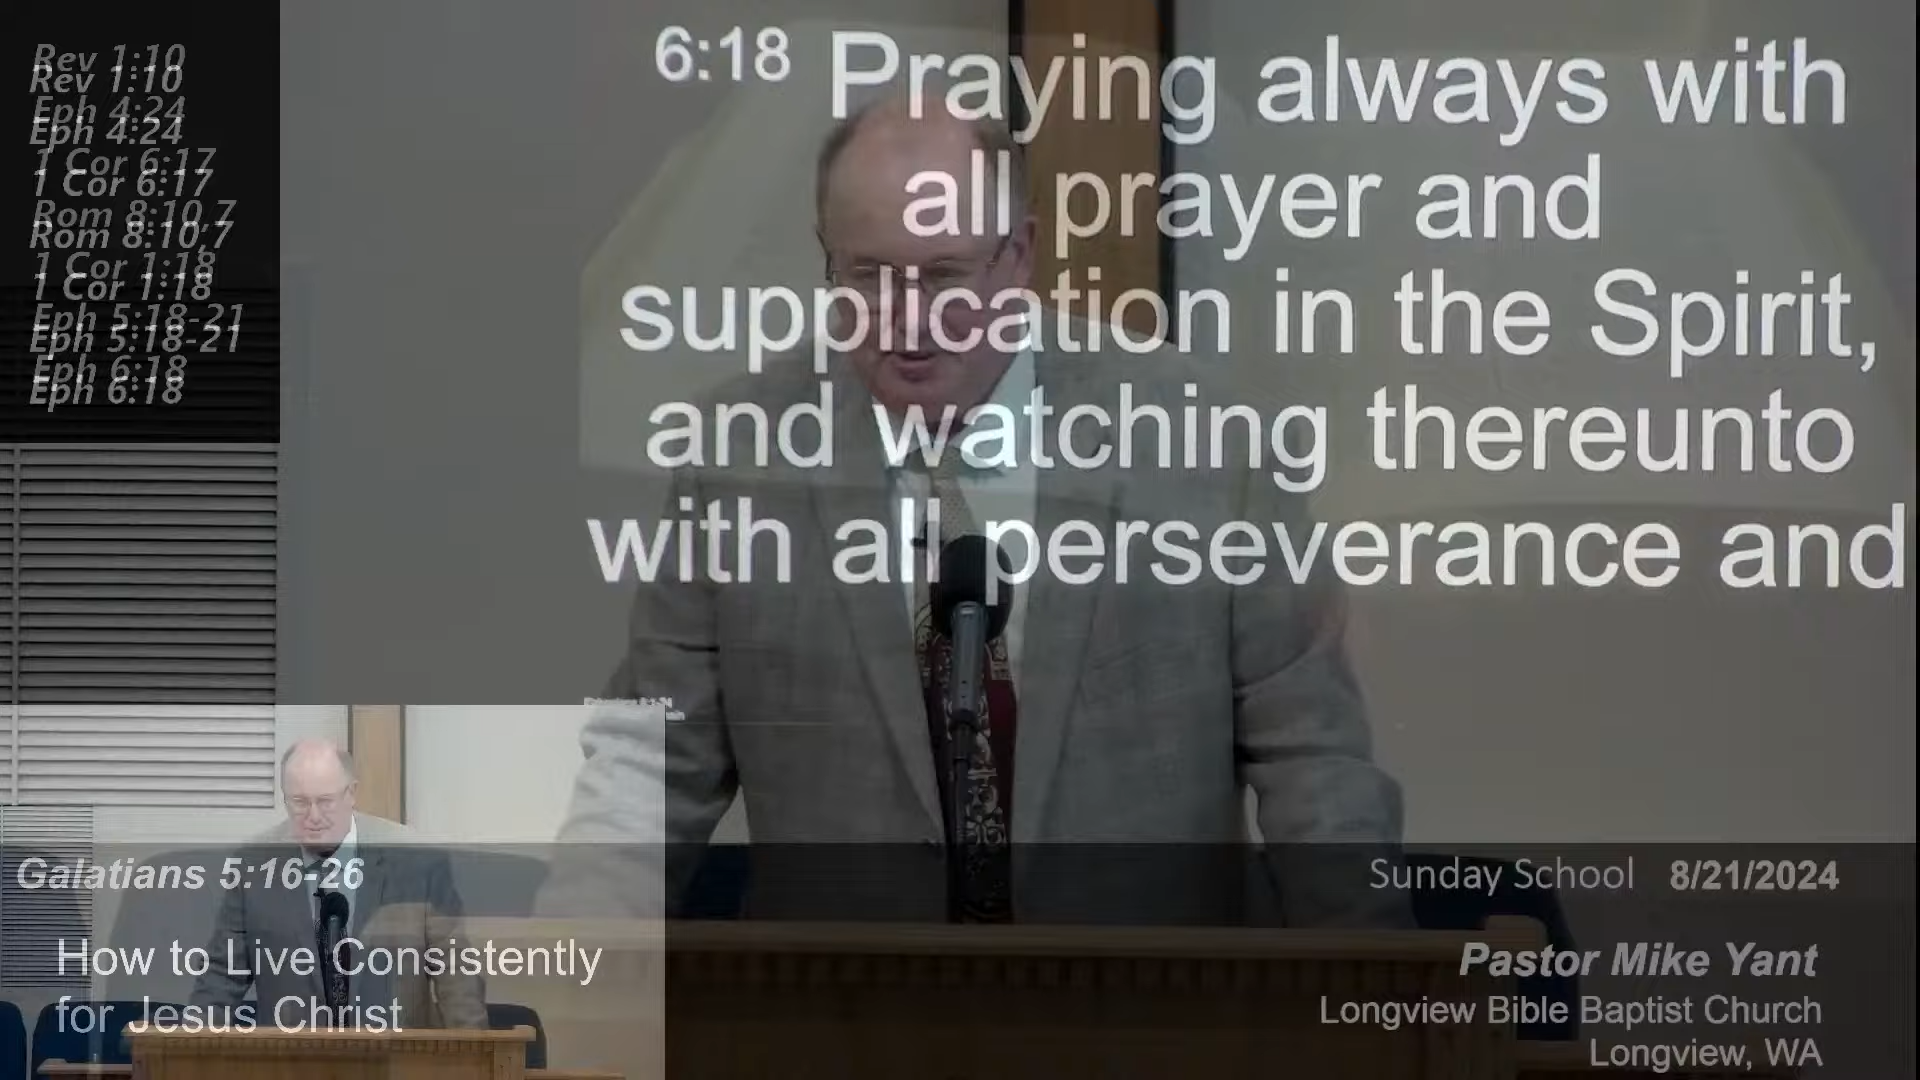 Rev 1:10
Rev 1:10
Eph 4:24
Eph 4:24
1 Cor 6:17
1 Cor 6:17
Rom 8:10,7
Rom 8:10,7
1 Cor 1:18
1 Cor 1:18
Eph 5:18-21
Eph 5:18-21
Eph 6:18
Eph 6:18
6:18 Praying always with
all prayer and
supplication in the Spirit,
and watching thereunto
with all perseverance and
Galatians 5:16-26
How to Live Consistently
for Jesus Christ
Sunday School 8/21/2024
Pastor Mike Yant
Longview Bible Baptist Church
Longview, WA